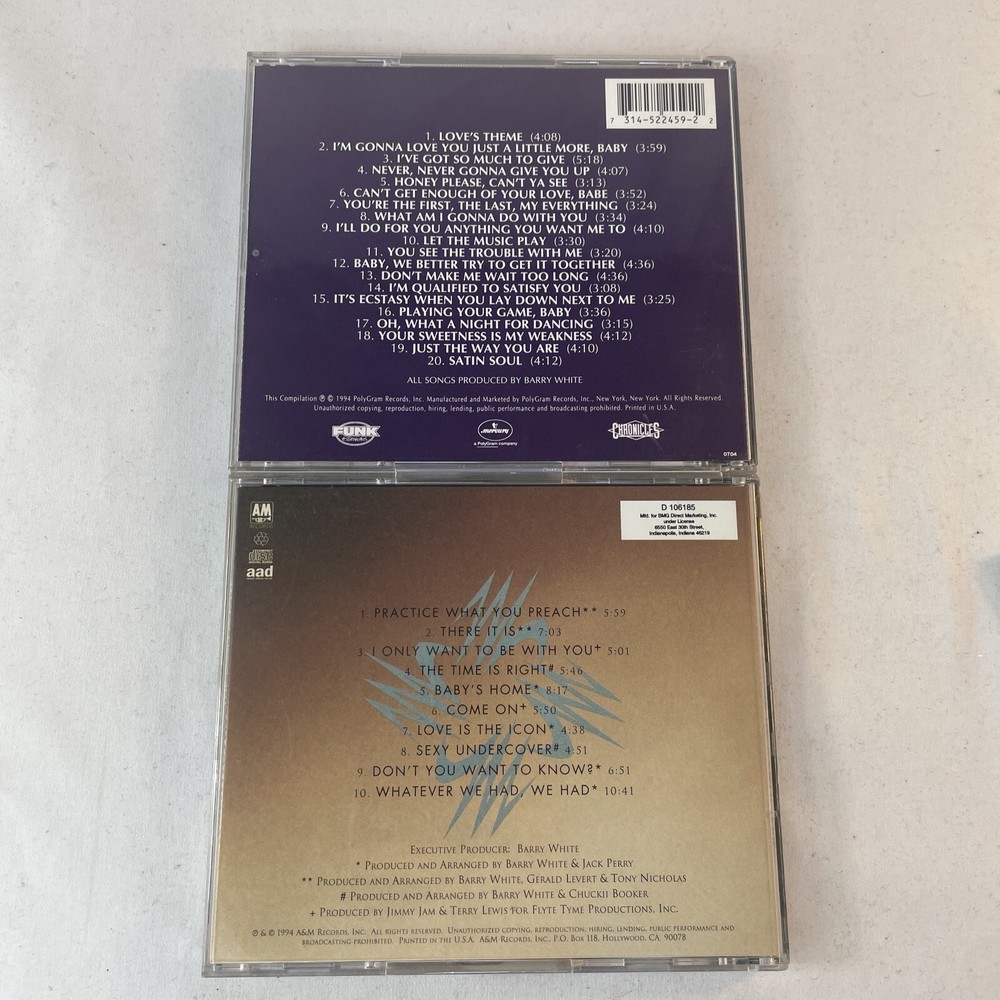 7 314-522459-2 2
1. LOVE'S THEME (4:08)
2. I'M GONNA LOVE YOU JUST A LITTLE MORE, BABY (3:59)
3. I'VE GOT SO MUCH TO GIVE (5:18)
4. NEVER, NEVER GONNA GIVE YOU UP (4:07)
5. HONEY PLEASE, CAN'T YA SEE (3:13)
6. CAN'T GET ENOUGH OF YOUR LOVE, BABE (3:52)
7. YOU'RE THE FIRST, THE LAST, MY EVERYTHING (3:24)
8. WHAT AM I GONNA DO WITH YOU (3:34)
9. I'LL DO FOR YOU ANYTHING YOU WANT ME TO (4:10)
10. LET THE MUSIC PLAY (3:30)
11. YOU SEE THE TROUBLE WITH ME (3:20)
12. BABY, WE BETTER TRY TO GET IT TOGETHER (4:36)
13. DON'T MAKE ME WAIT TOO LONG (4:36)
14. I'M QUALIFIED TO SATISFY YOU (3:08)
15. IT'S ECSTASY WHEN YOU LAY DOWN NEXT TO ME (3:25)
16. PLAYING YOUR GAME, BABY (3:36)
17. OH, WHAT A NIGHT FOR DANCING (3:15)
18. YOUR SWEETNESS IS MY WEAKNESS (4:12)
19. JUST THE WAY YOU ARE (4:10)
20. SATIN SOUL (4:12)
ALL SONGS PRODUCED BY BARRY WHITE
This Compilation ℗ © 1994 PolyGram Records, Inc. Manufactured and Marketed by PolyGram Records, Inc., New York, New York. All Rights Reserved.
Unauthorized copying, reproduction, hiring, lending, public performance and broadcasting prohibited. Printed in U.S.A.
FUNK
mercury
a PolyGram company
CHRONICLES
0704
AM
RECORDS
D 106185
Mfd. for BMG Direct Marketing, Inc.
under License
6550 East 30th Street,
Indianapolis, Indiana 46219
COMPACT
disc
DIGITAL AUDIO
aad
1. PRACTICE WHAT YOU PREACH** 5:59
2. THERE IT IS** 7:03
3. I ONLY WANT TO BE WITH YOU+ 5:01
4. THE TIME IS RIGHT# 5:46
5. BABY'S HOME* 8:17
6. COME ON+ 5:50
7. LOVE IS THE ICON* 4:38
8. SEXY UNDERCOVER# 4:51
9. DON'T YOU WANT TO KNOW?* 6:51
10. WHATEVER WE HAD, WE HAD* 10:41
EXECUTIVE PRODUCER: BARRY WHITE
* PRODUCED AND ARRANGED BY BARRY WHITE & JACK PERRY
** PRODUCED AND ARRANGED BY BARRY WHITE, GERALD LEVERT & TONY NICHOLAS
# PRODUCED AND ARRANGED BY BARRY WHITE & CHUCKII BOOKER
+ PRODUCED BY JIMMY JAM & TERRY LEWIS FOR FLYTE TYME PRODUCTIONS, INC.
℗ & © 1994 A&M RECORDS, INC. ALL RIGHTS RESERVED. UNAUTHORIZED COPYING, REPRODUCTION, HIRING, LENDING, PUBLIC PERFORMANCE AND
BROADCASTING PROHIBITED. PRINTED IN THE U.S.A. A&M RECORDS, INC., P.O. BOX 118, HOLLYWOOD, CA 90078